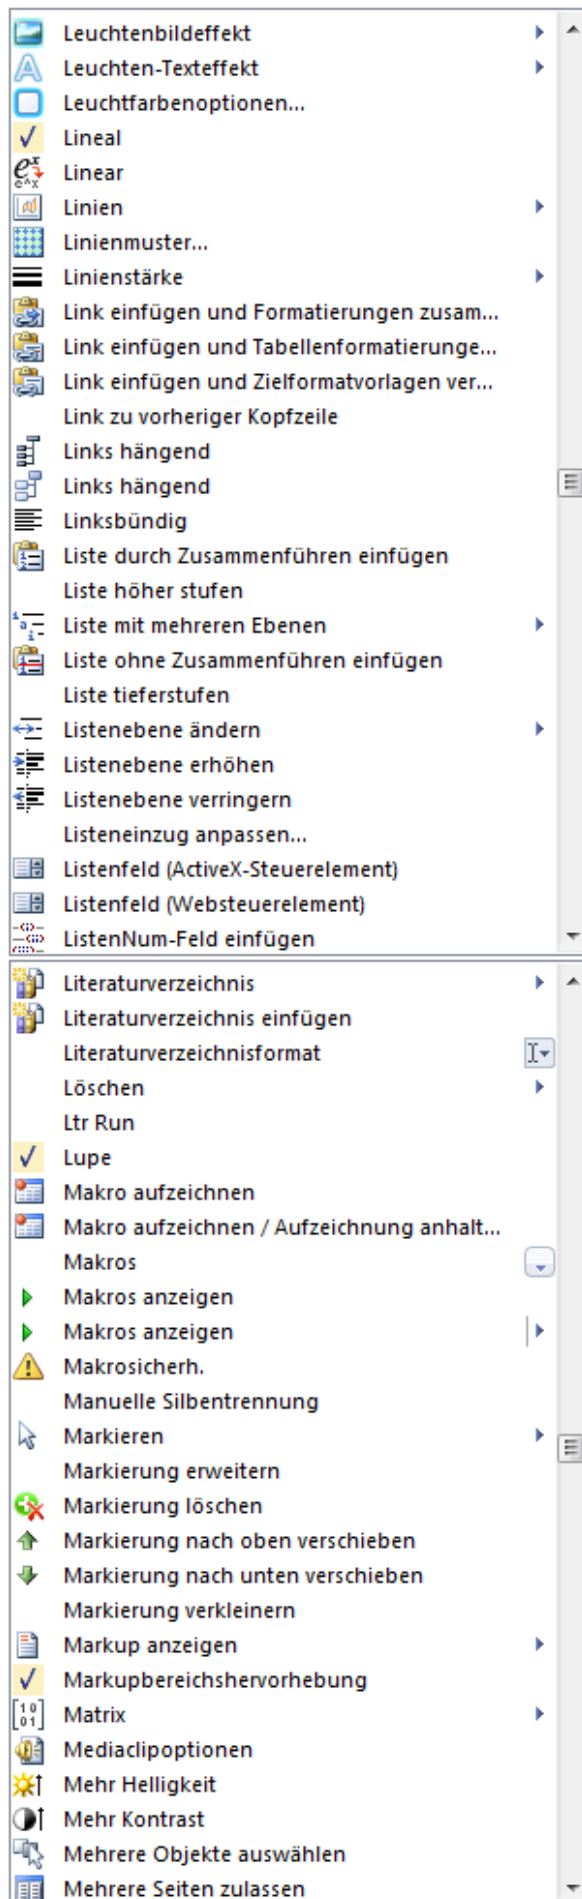 Leuchtenbildeffekt
Leuchten-Texteffekt
Leuchtfarbenoptionen...
Lineal
Linear
Linien
Linienmuster...
Linienstärke
Link einfügen und Formatierungen zusam...
Link einfügen und Tabellenformatierunge...
Link einfügen und Zielformatvorlagen ver...
Link zu vorheriger Kopfzeile
Links hängend
Links hängend
Linksbündig
Liste durch Zusammenführen einfügen
Liste höher stufen
Liste mit mehreren Ebenen
Liste ohne Zusammenführen einfügen
Liste tieferstufen
Listenebene ändern
Listenebene erhöhen
Listenebene verringern
Listeneinzug anpassen...
Listenfeld (ActiveX-Steuerelement)
Listenfeld (Websteuerelement)
ListenNum-Feld einfügen
Literaturverzeichnis
Literaturverzeichnis einfügen
Literaturverzeichnisformat
Löschen
Ltr Run
Lupe
Makro aufzeichnen
Makro aufzeichnen / Aufzeichnung anhalt...
Makros
Makros anzeigen
Makros anzeigen
Makrosicherh.
Manuelle Silbentrennung
Markieren
Markierung erweitern
Markierung löschen
Markierung nach oben verschieben
Markierung nach unten verschieben
Markierung verkleinern
Markup anzeigen
Markupbereichshervorhebung
Matrix
Mediaclipoptionen
Mehr Helligkeit
Mehr Kontrast
Mehrere Objekte auswählen
Mehrere Seiten zulassen